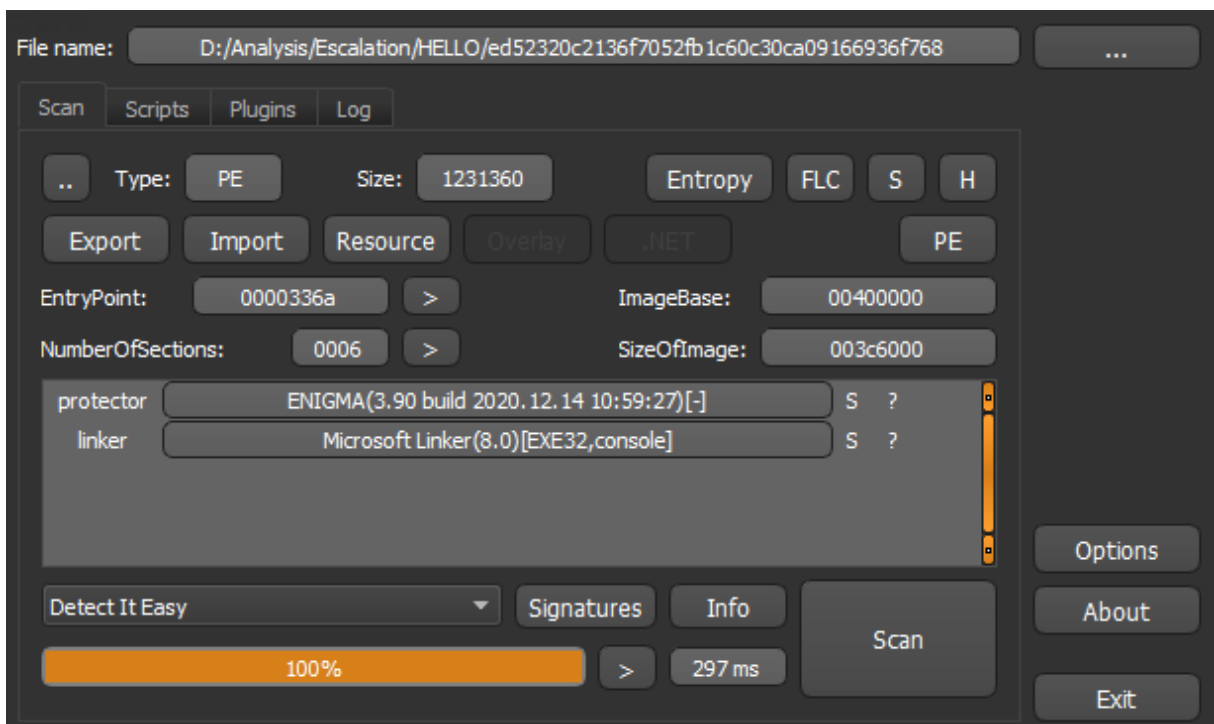 File name: D:/Analysis/Escalation/HELLO/ed52320c2136f7052fb1c60c30ca09166936f768 ...
Scan Scripts Plugins Log
.. Type: PE Size: 1231360 Entropy FLC S H
Export Import Resource Overlay .NET PE
EntryPoint: 0000336a > ImageBase: 00400000
NumberOfSections: 0006 > SizeOfImage: 003c6000
protector ENIGMA(3.90 build 2020.12.14 10:59:27)[-] S ?
linker Microsoft Linker(8.0)[EXE32,console] S ?
Options
Detect It Easy Signatures Info About
Scan
100% > 297 ms
Exit